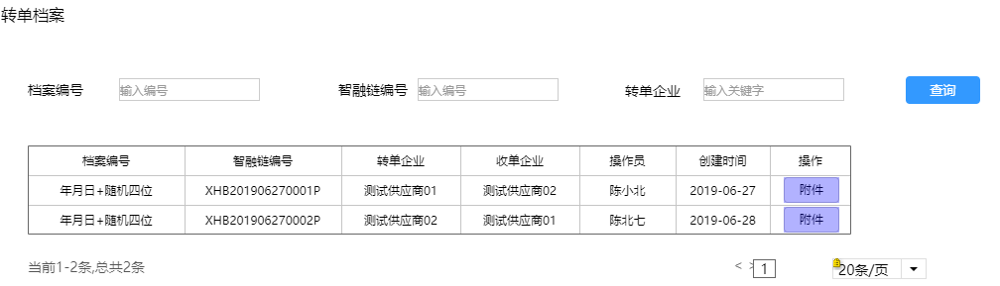 转单档案
档案编号 输入编号 智融链编号 输入编号 转单企业 输入关键字 查询
档案编号 智融链编号 转单企业 收单企业 操作员 创建时间 操作
年月日+随机四位 XHB201906270001P 测试供应商01 测试供应商02 陈小北 2019-06-27 附件
年月日+随机四位 XHB201906270002P 测试供应商02 测试供应商01 陈北七 2019-06-28 附件
当前1-2条,总共2条 < > 1 20条/页